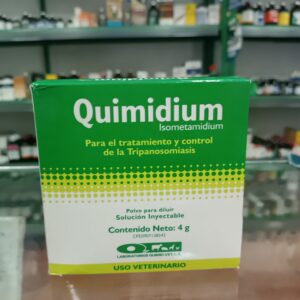 Quimidium
Isometamidium
Para el tratamiento y control
de la Tripanosomiasis
Polvo para diluir
Solución Inyectable
Contenido Neto: 4 g
USO VETERINARIO